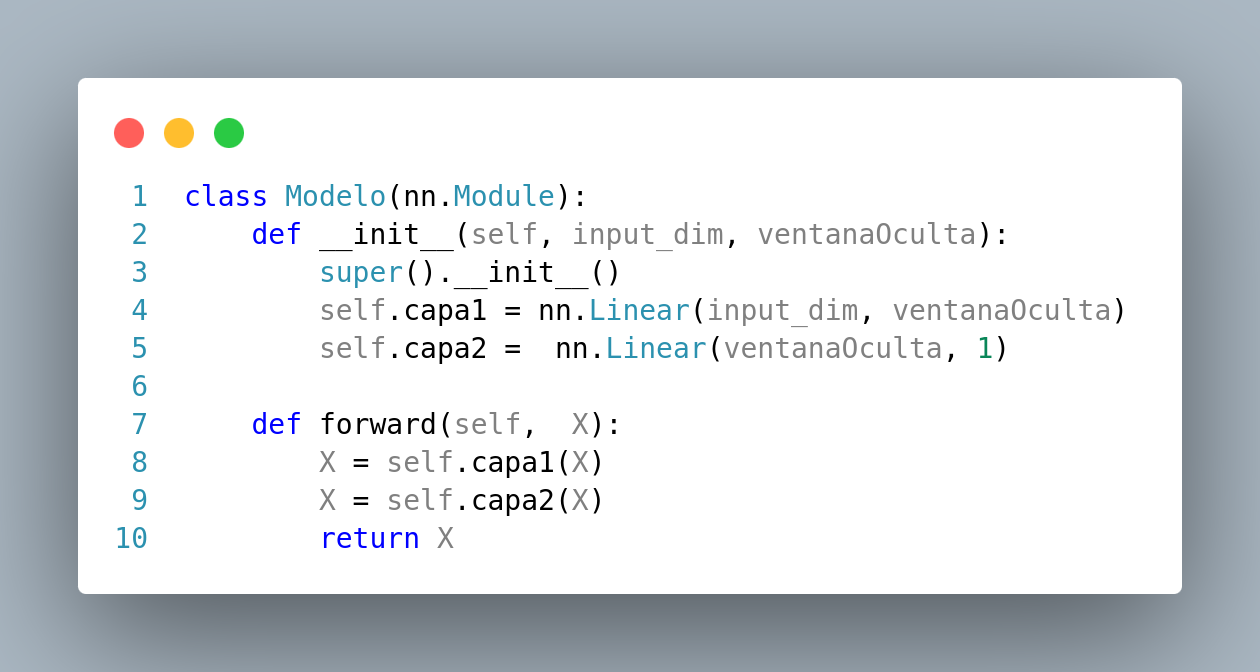 1 class Modelo(nn.Module):
2     def __init__(self, input_dim, ventanaOculta):
3         super().__init__()
4         self.capa1 = nn.Linear(input_dim, ventanaOculta)
5         self.capa2 =  nn.Linear(ventanaOculta, 1)
6
7     def forward(self,  X):
8         X = self.capa1(X)
9         X = self.capa2(X)
10         return X